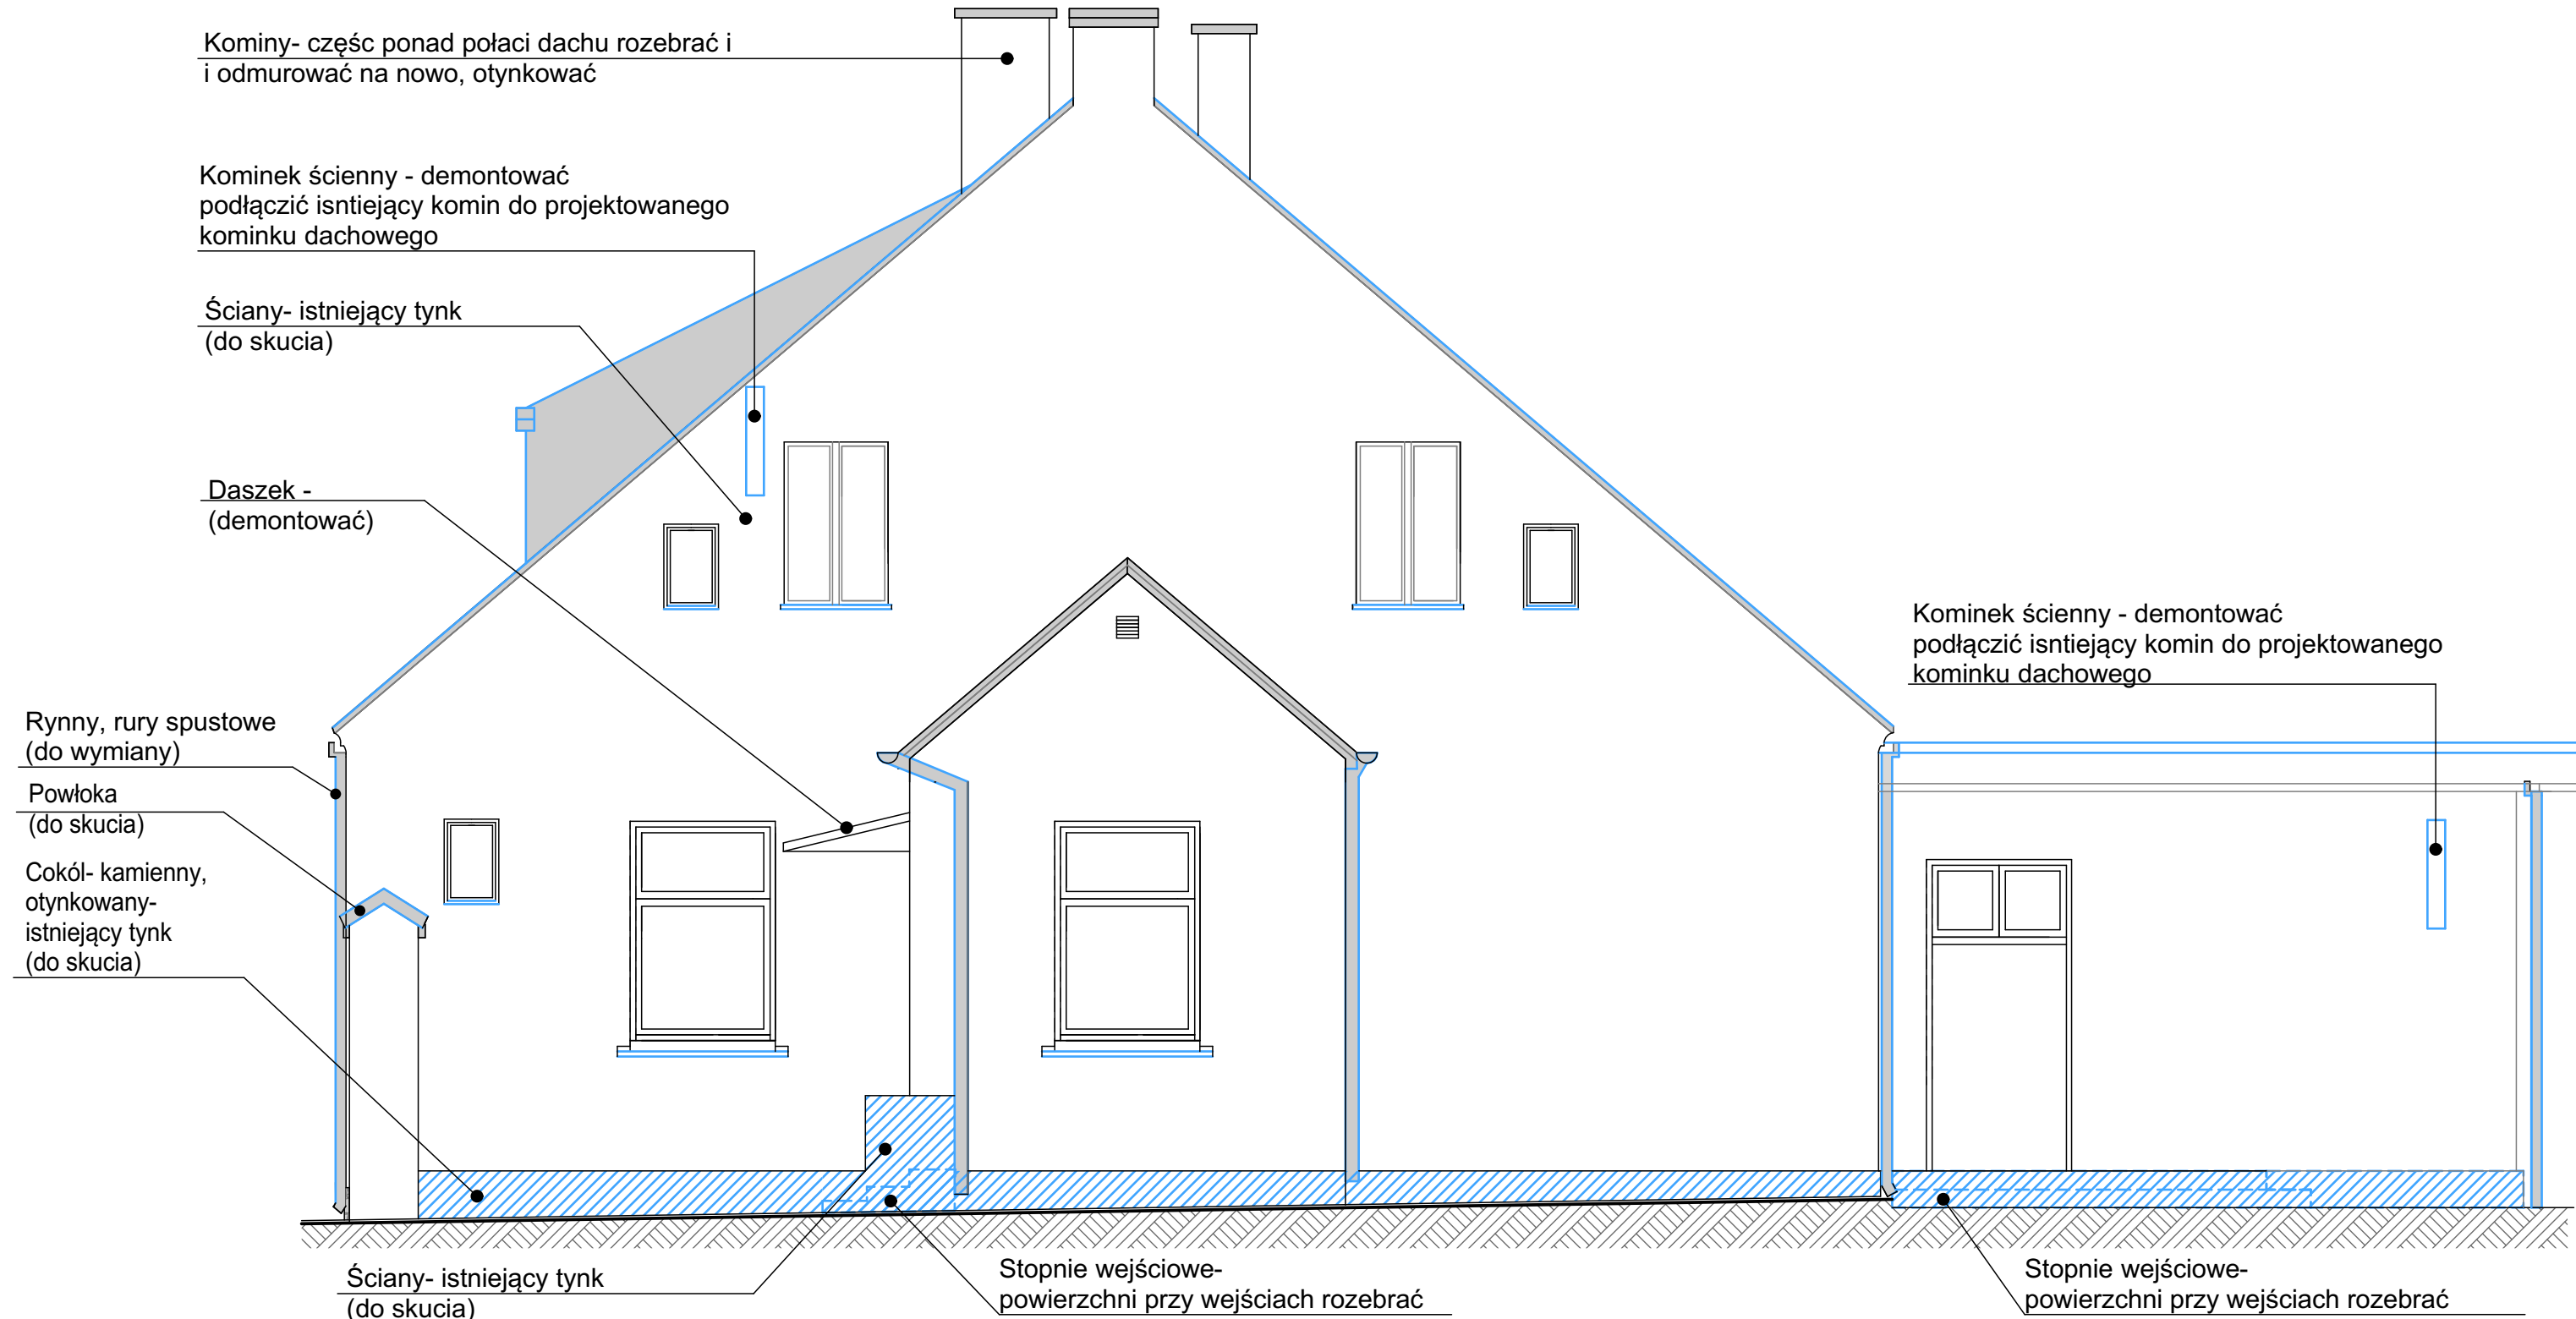 Kominy- częśc ponad połaci dachu rozebrać i
i odmurować na nowo, otynkować
Kominek ścienny - demontować
podłączić isntiejący komin do projektowanego
kominku dachowego
Ściany- istniejący tynk
(do skucia)
Daszek -
(demontować)
Kominek ścienny - demontować
podłączić isntiejący komin do projektowanego
kominku dachowego
Rynny, rury spustowe
(do wymiany)
Powłoka
(do skucia)
Cokól- kamienny,
otynkowany-
istniejący tynk
(do skucia)
Ściany- istniejący tynk
(do skucia)
Stopnie wejściowe-
powierzchni przy wejściach rozebrać
Stopnie wejściowe-
powierzchni przy wejściach rozebrać